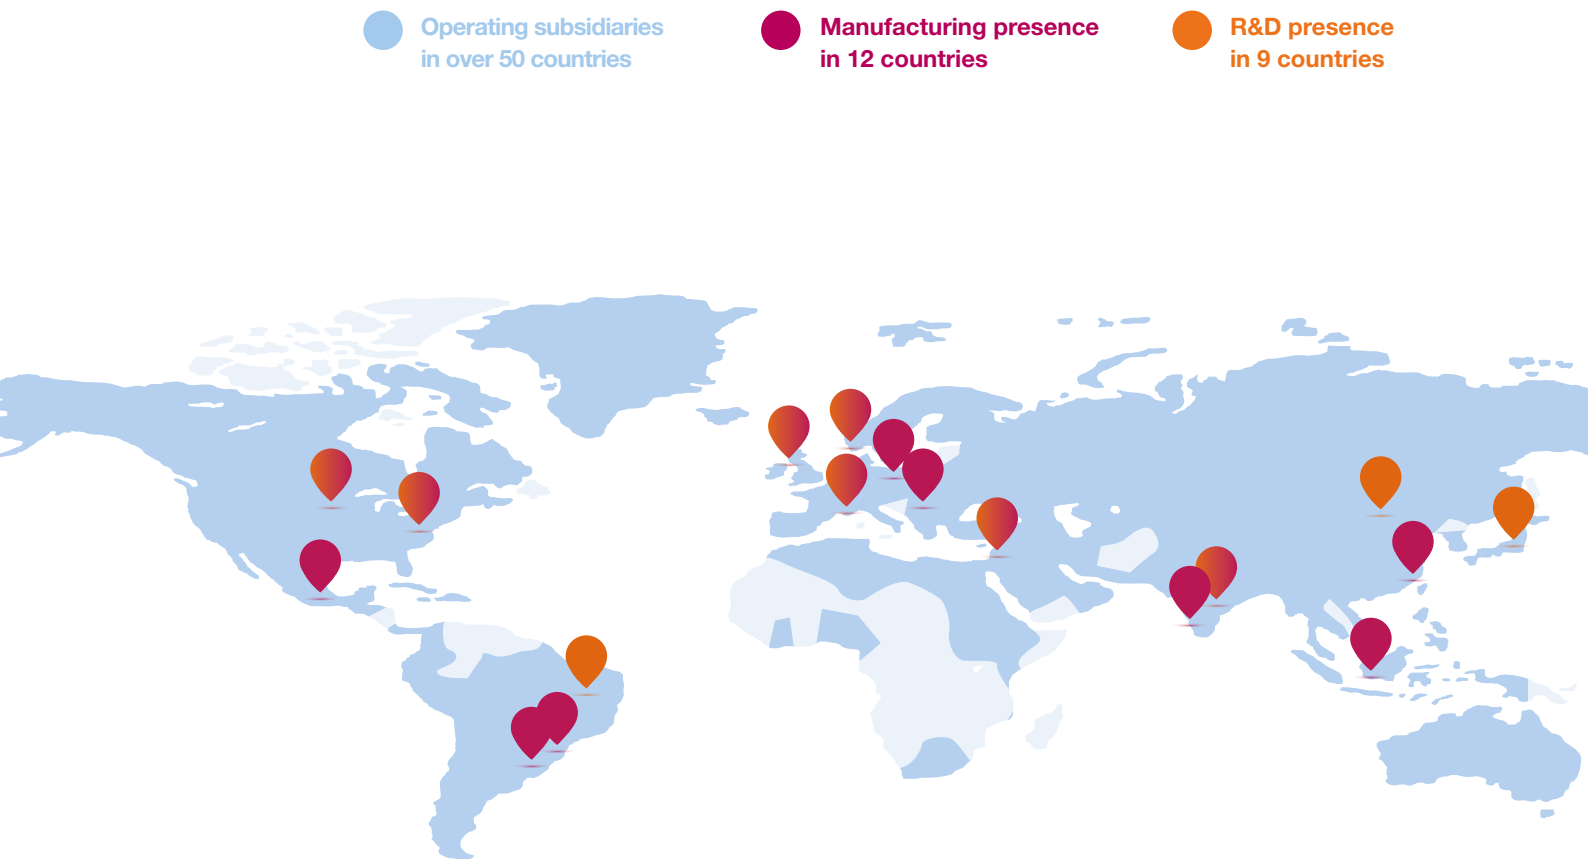 Operating subsidiaries
in over 50 countries
Manufacturing presence
in 12 countries
R&D presence
in 9 countries